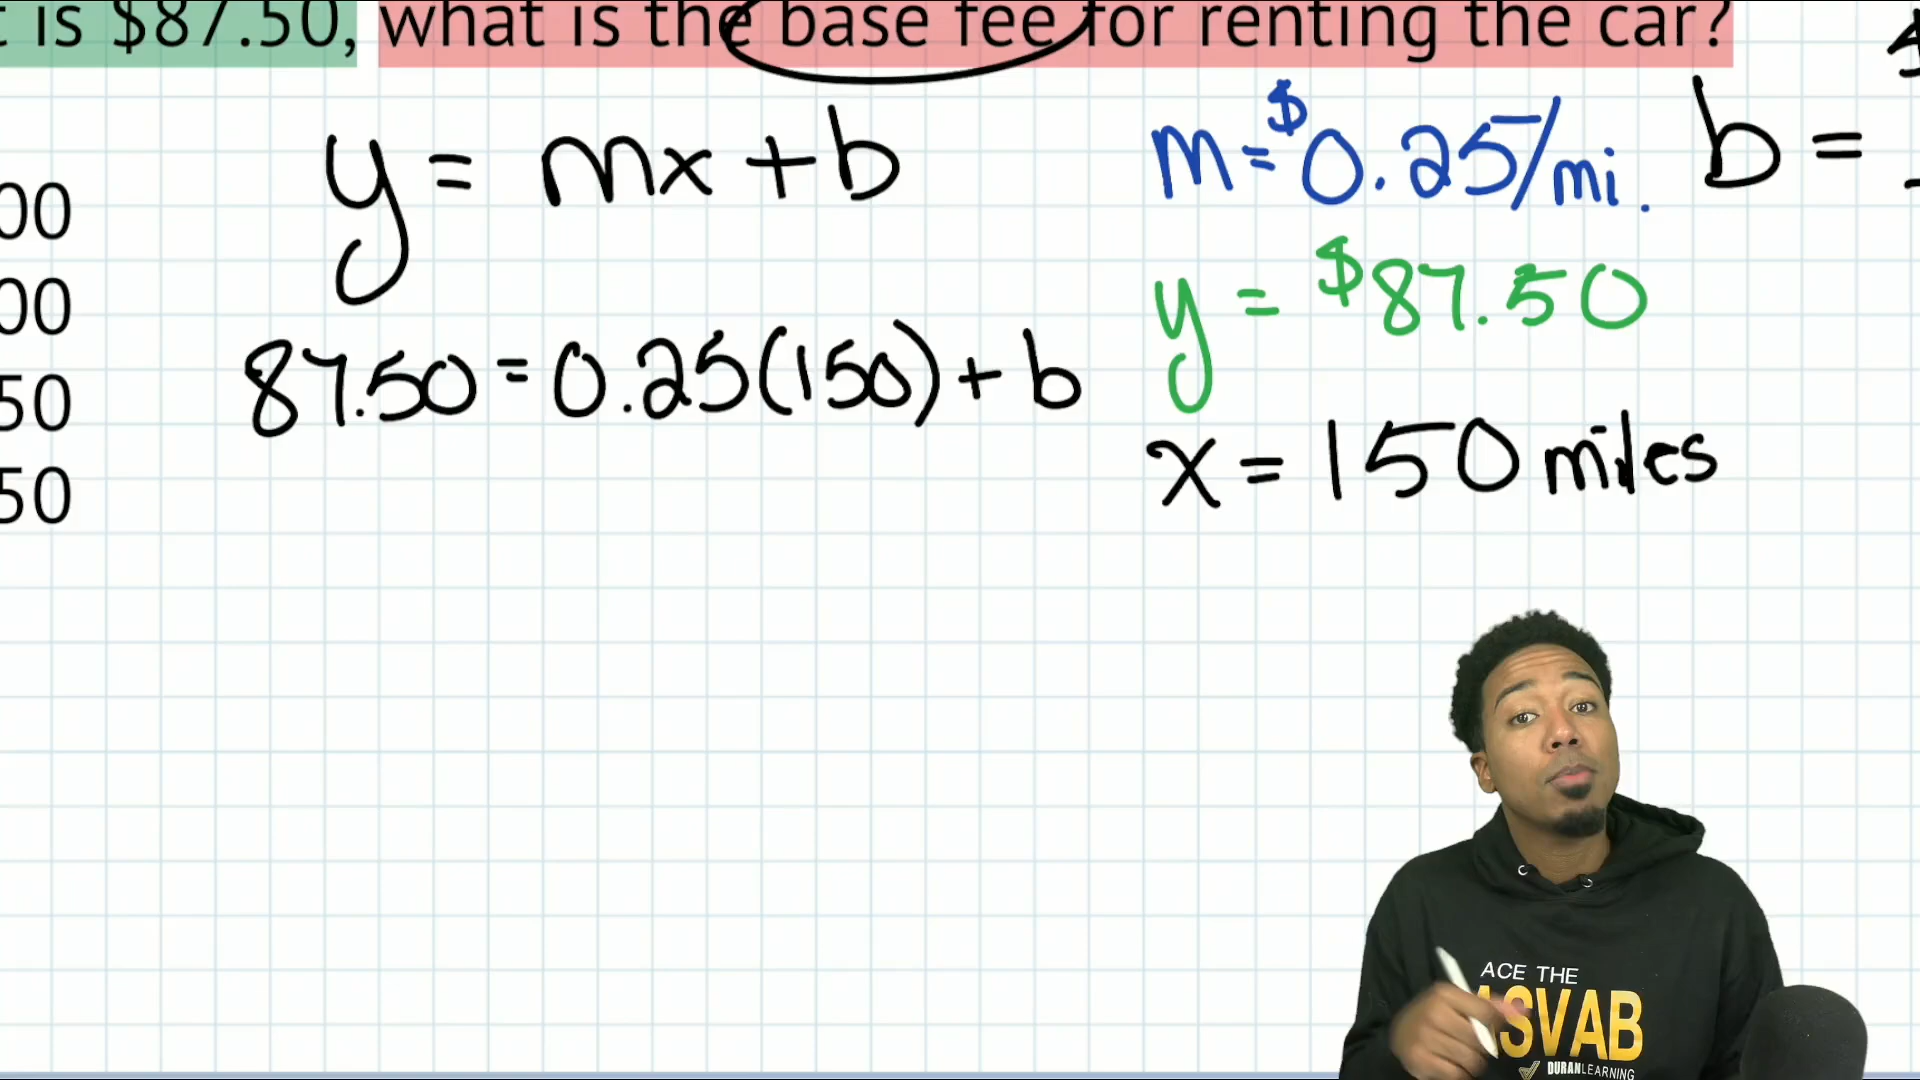 is $87.50, what is the base fee for renting the car?
y = mx + b
m = $0.25/mi.
b =
00
y = $87.50
00
87.50 = 0.25(150) + b
50
x = 150 miles
50
ACE THE
ASVAB
DURANLEARNING